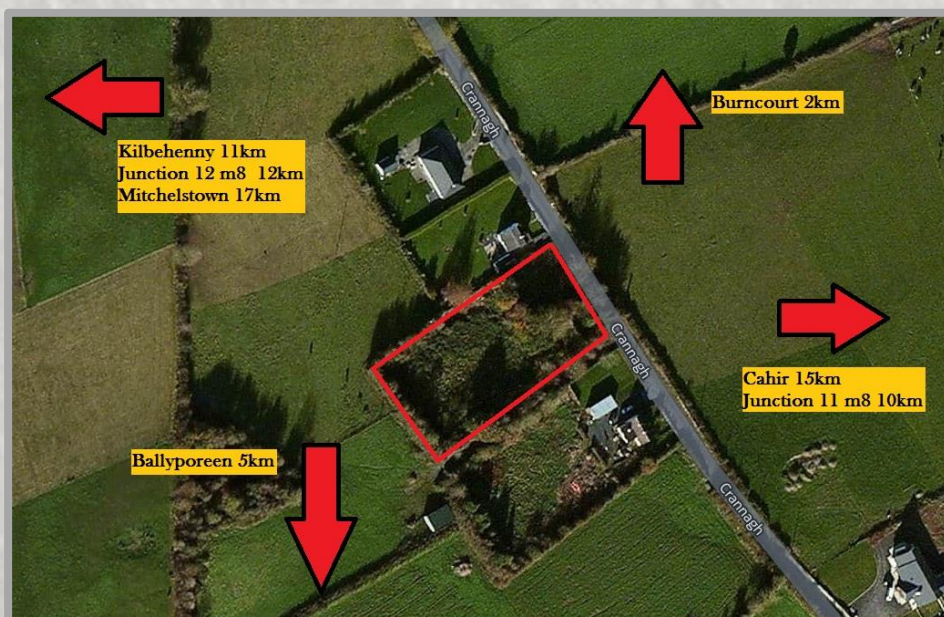 Crannagh
Burncourt 2km
Kilbehenny 11km
Junction 12 m8 12km
Mitchelstown 17km
Crannagh
Cahir 15km
Junction 11 m8 10km
Ballyporeen 5km
Crannagh